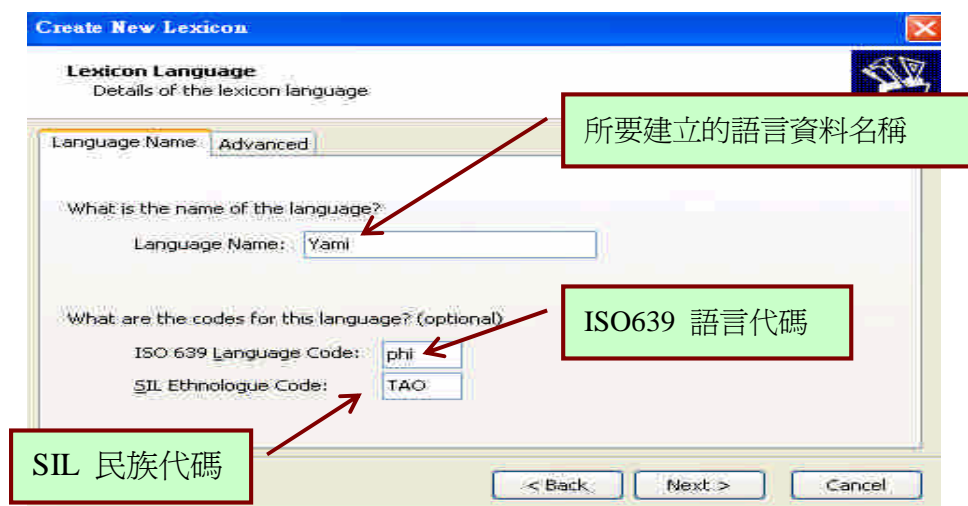 Create New Lexicon
Lexicon Language
Details of the lexicon language
所要建立的語言資料名稱
Language Name Advanced
What is the name of the language?
Language Name: Yami
What are the codes for this language? (optional)
ISO639 語言代碼
ISO 639 Language Code: phi
SIL Ethnologue Code: TAO
SIL 民族代碼
< Back Next > Cancel